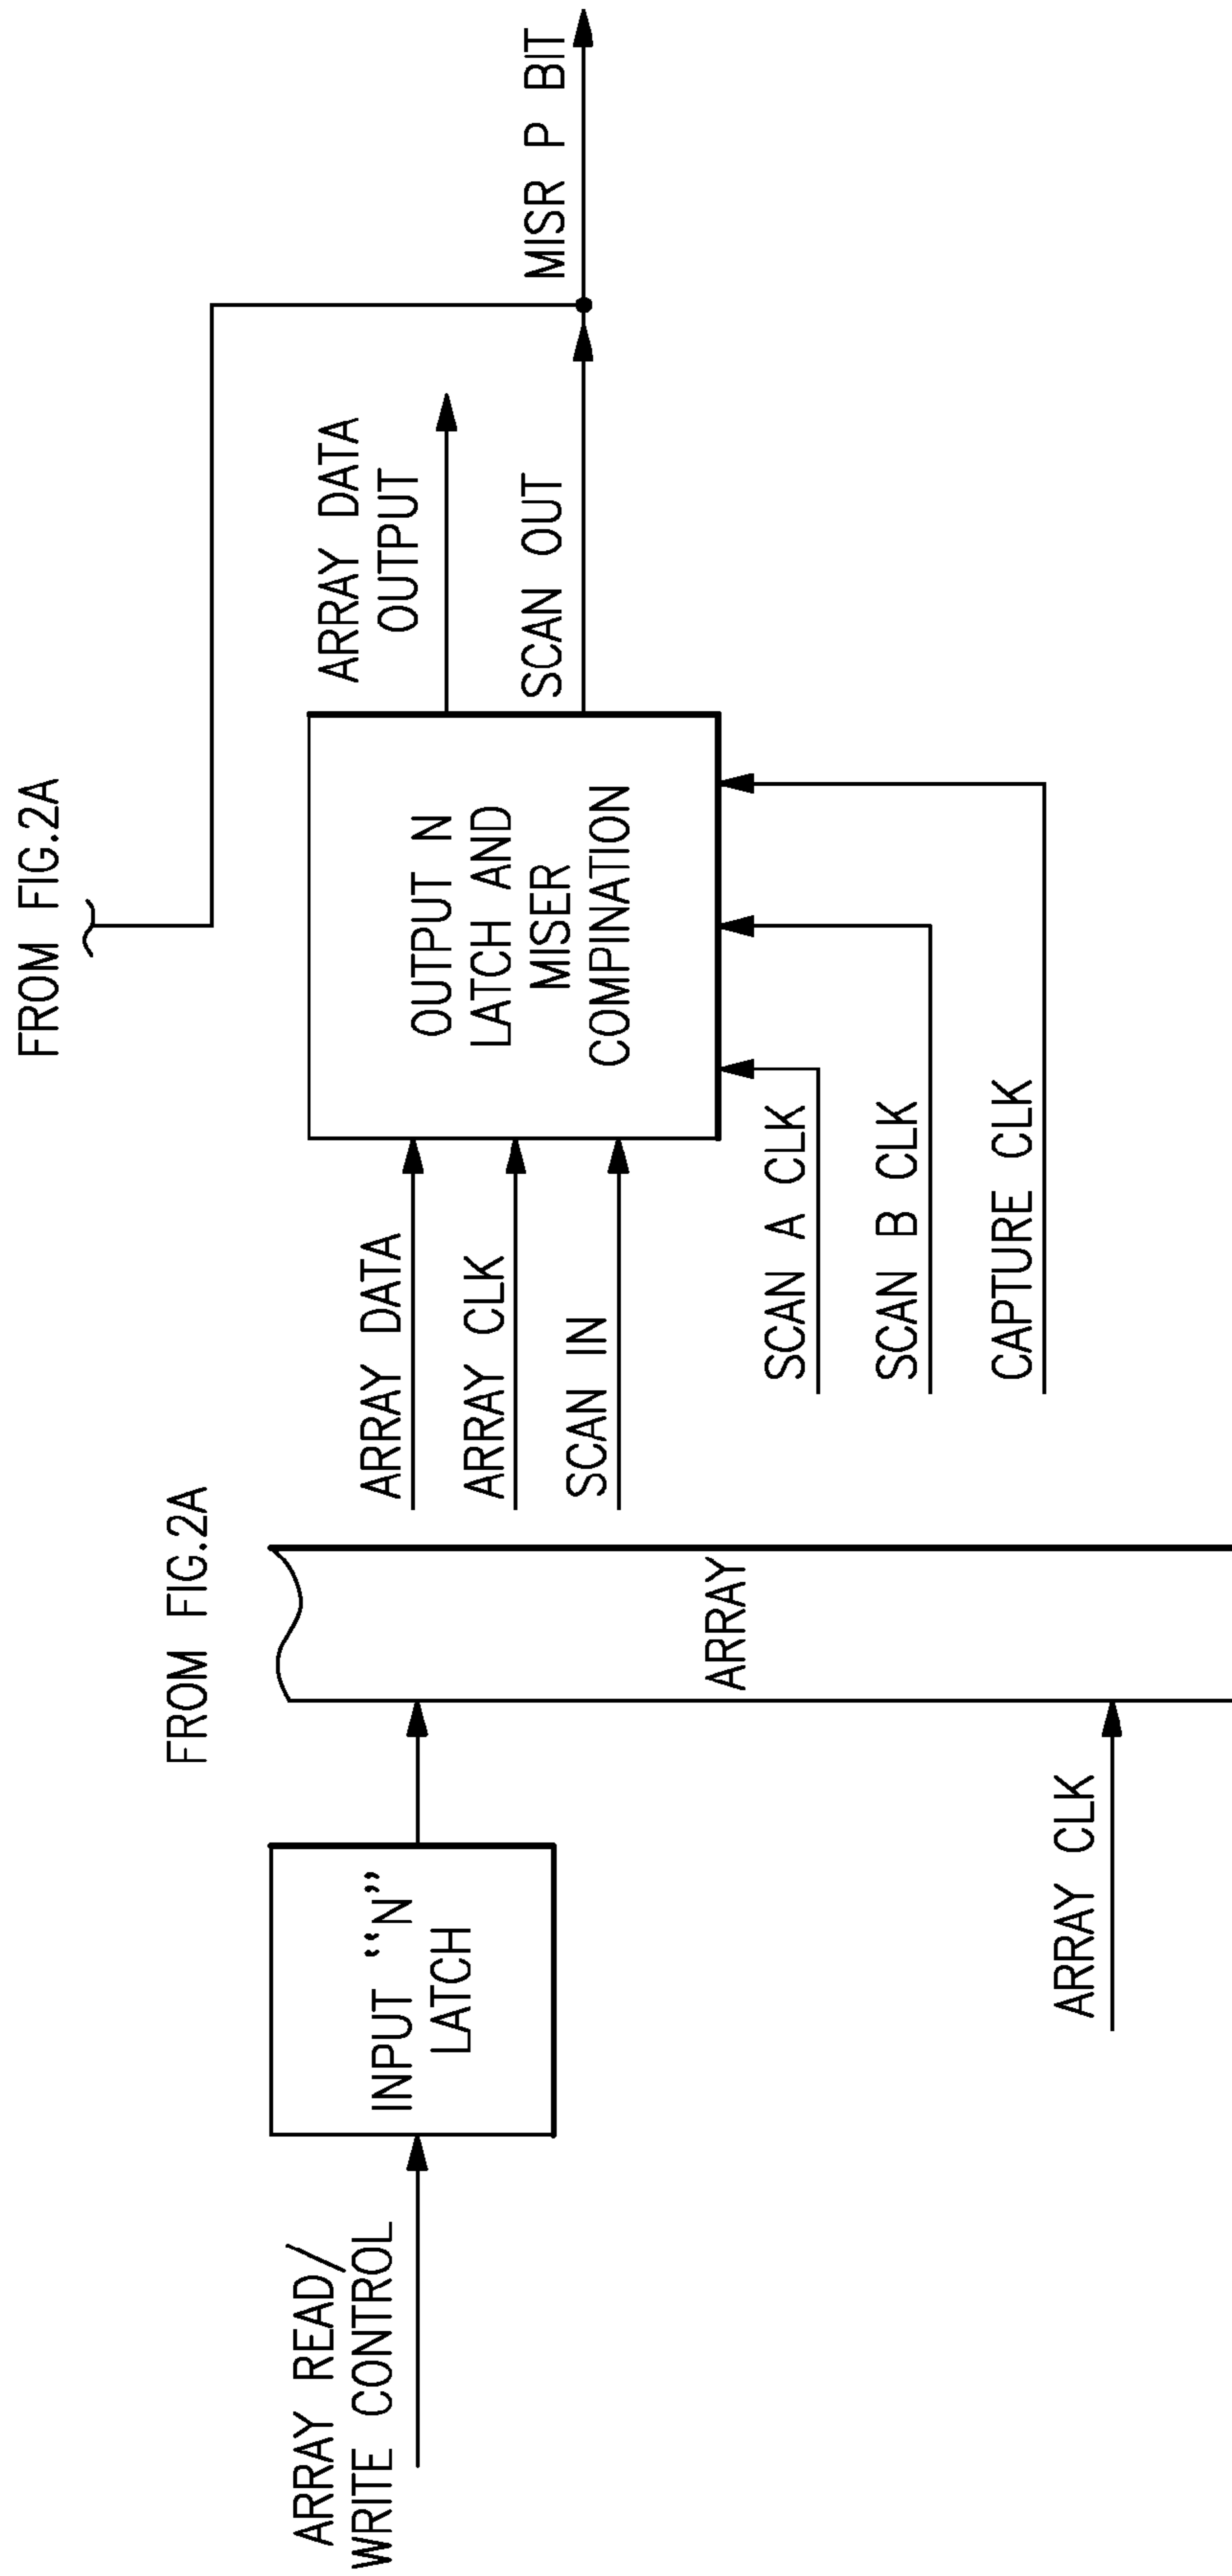 FROM FIG.2A
FROM FIG.2A
ARRAY READ/
WRITE CONTROL
INPUT “N”
LATCH
ARRAY
ARRAY CLK
ARRAY DATA
ARRAY CLK
SCAN IN
OUTPUT N
LATCH AND
MISER
COMPINATION
SCAN A CLK
SCAN B CLK
CAPTURE CLK
ARRAY DATA
OUTPUT
SCAN OUT
MISR P BIT